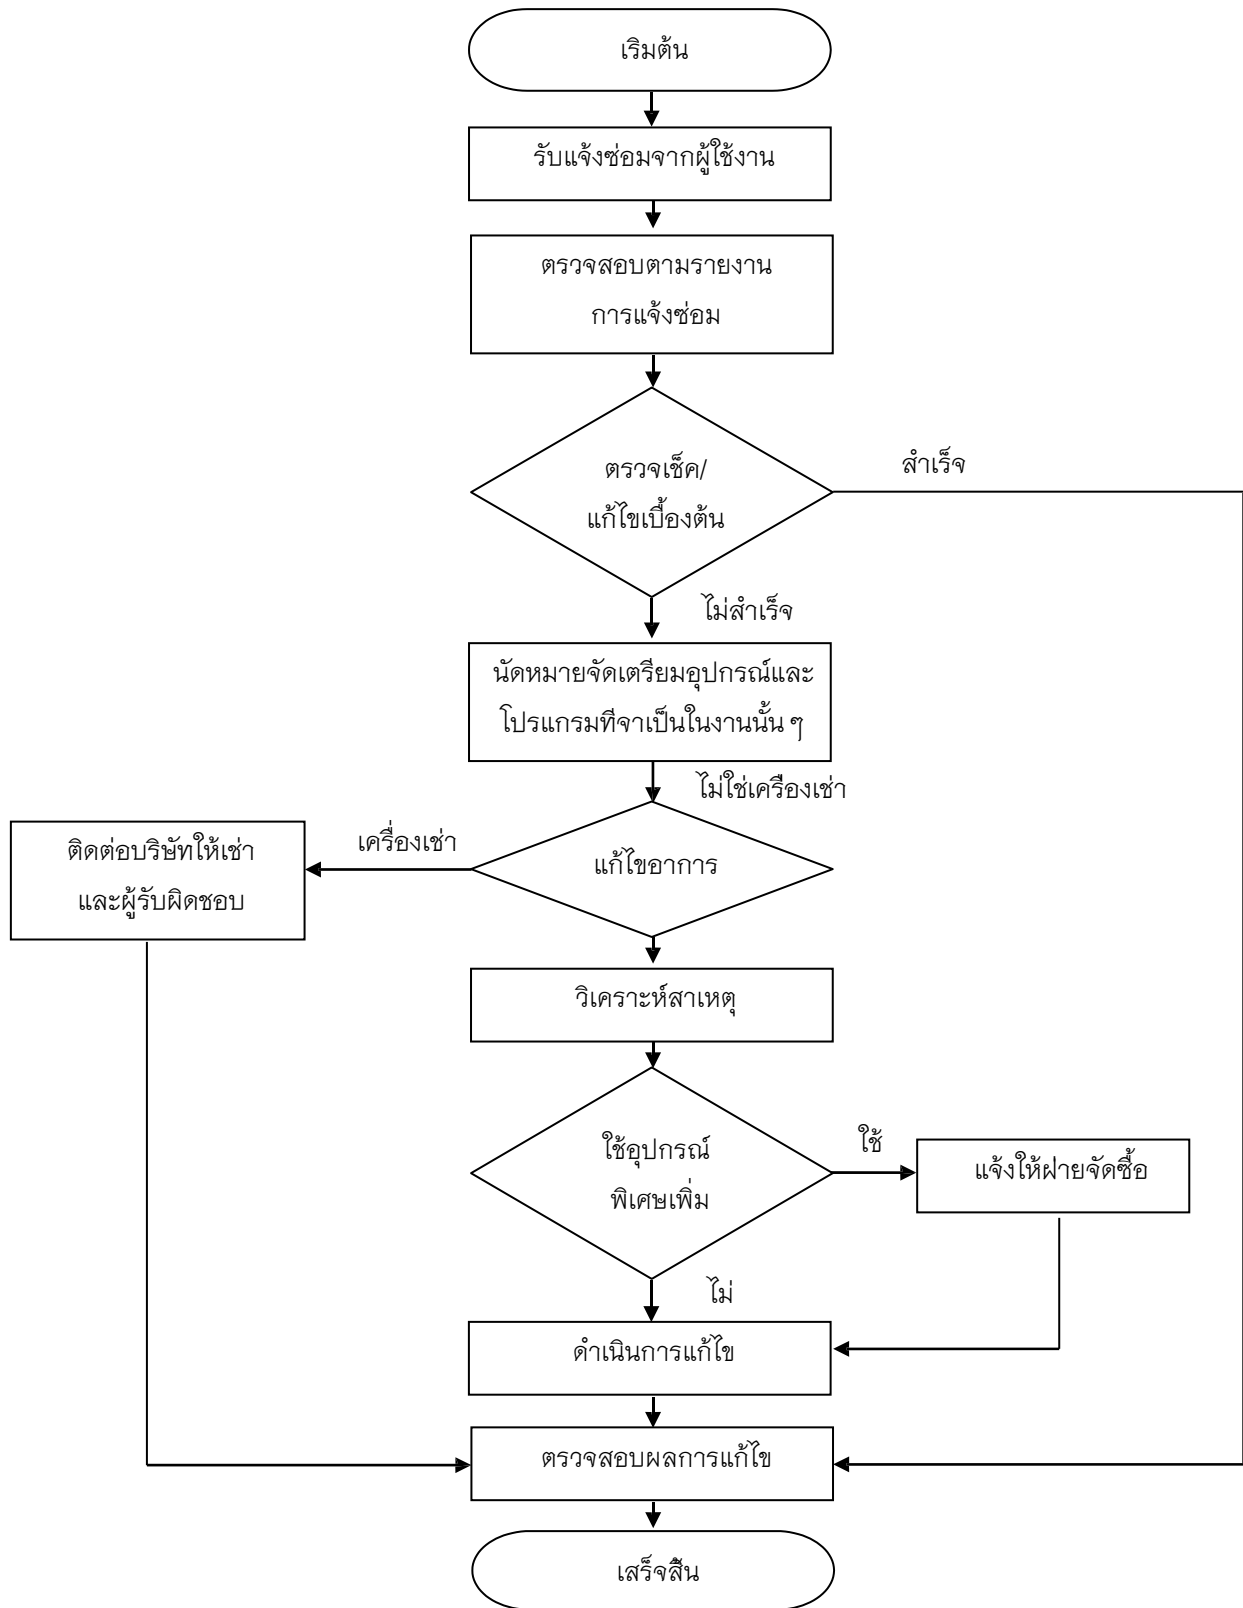 เริ่มต้น
รับแจ้งซ่อมจากผู้ใช้งาน
ตรวจสอบตามรายงาน
การแจ้งซ่อม
ตรวจเช็ค/
แก้ไขเบื้องต้น
สำเร็จ
ไม่สำเร็จ
นัดหมายจัดเตรียมอุปกรณ์และ
โปรแกรมที่จาเป็นในงานนั้น ๆ
ไม่ใช่เครื่องเช่า
เครื่องเช่า
ติดต่อบริษัทให้เช่า
และผู้รับผิดชอบ
แก้ไขอาการ
วิเคราะห์สาเหตุ
ใช้อุปกรณ์
พิเศษเพิ่ม
ใช้
แจ้งให้ฝ่ายจัดซื้อ
ไม่
ดำเนินการแก้ไข
ตรวจสอบผลการแก้ไข
เสร็จสิ้น